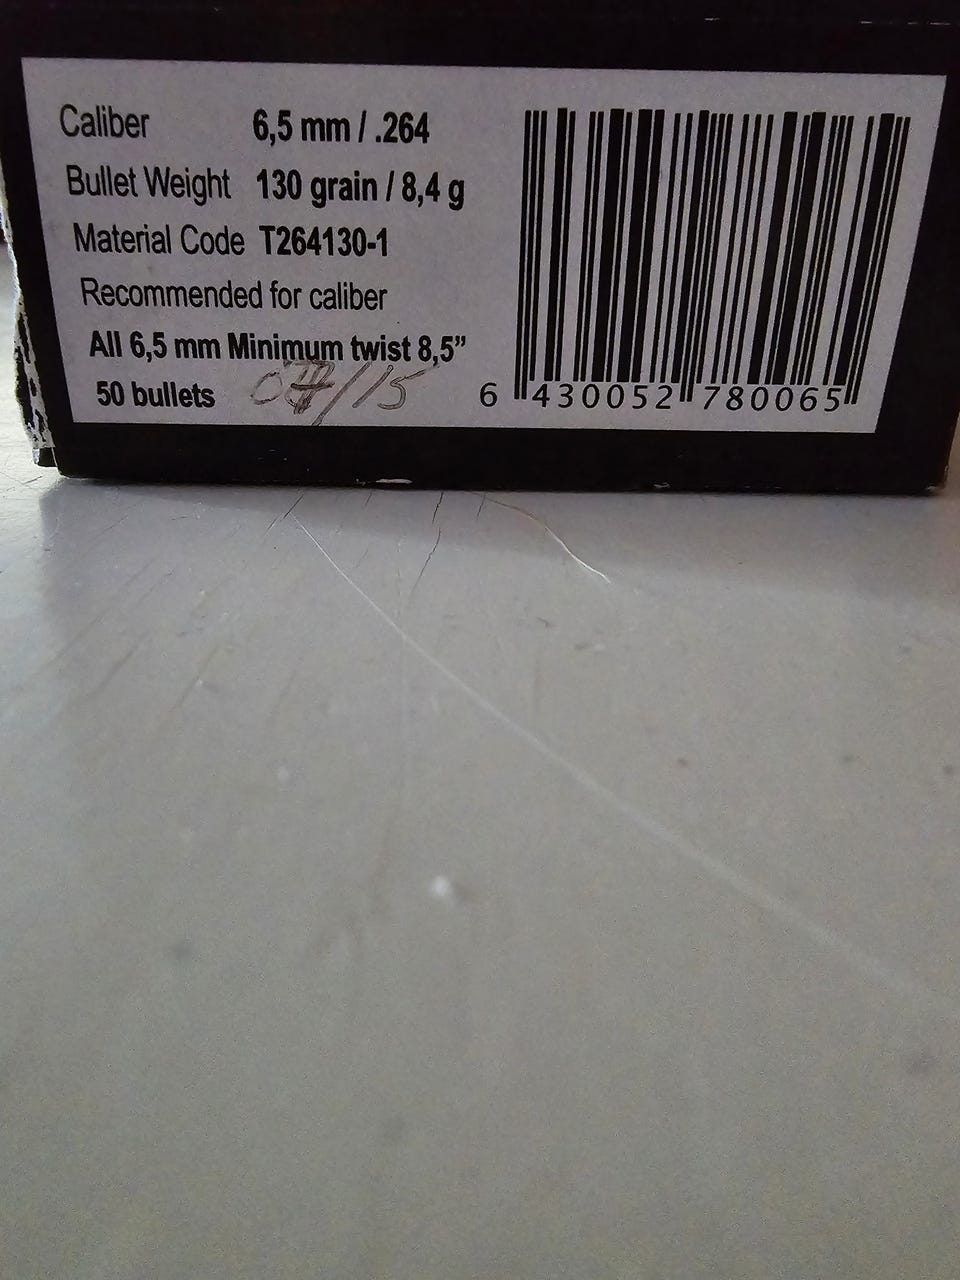 Caliber 6,5 mm / .264
Bullet Weight 130 grain / 8,4 g
Material Code T264130-1
Recommended for caliber
All 6,5 mm Minimum twist 8,5”
50 bullets 07/15
6 430052 780065